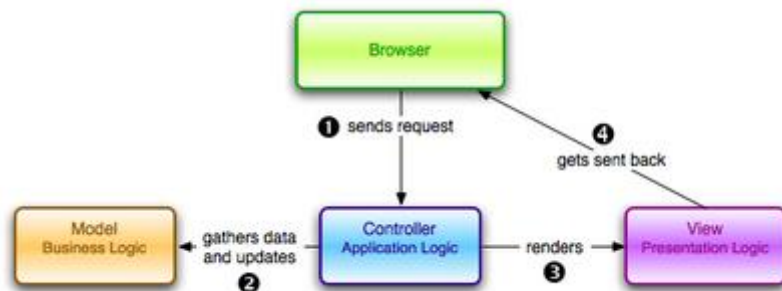 Browser
❶ sends request
❹
gets sent back
Model
Business Logic
gathers data
and updates
❷
Controller
Application Logic
renders
❸
View
Presentation Logic